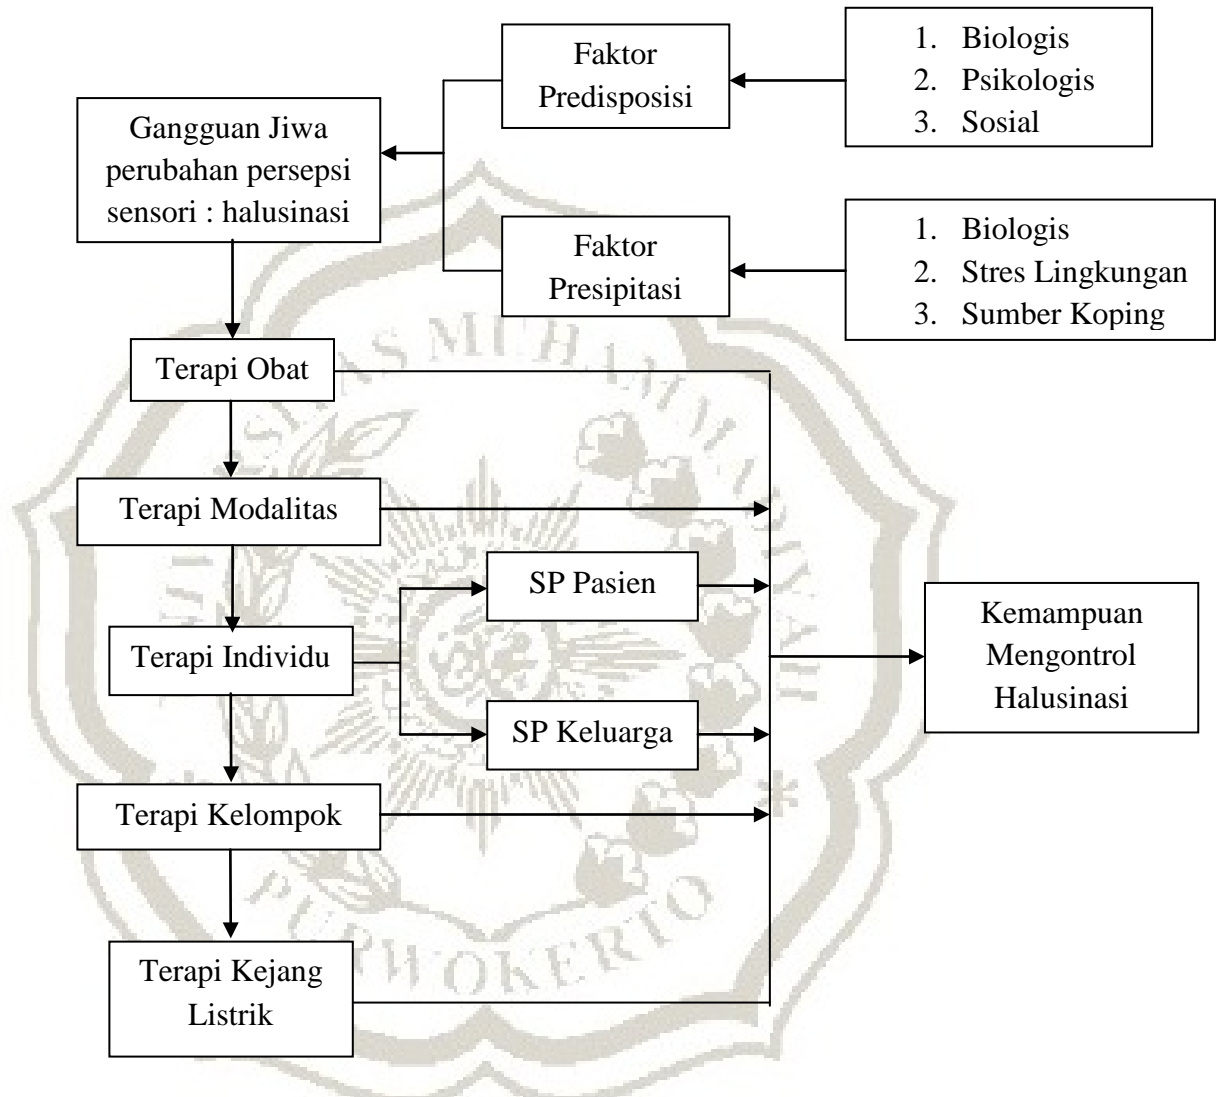 Faktor
Predisposisi
1. Biologis
2. Psikologis
3. Sosial
Gangguan Jiwa
perubahan persepsi
sensori : halusinasi
Faktor
Presipitasi
1. Biologis
2. Stres Lingkungan
3. Sumber Koping
Terapi Obat
Terapi Modalitas
SP Pasien
Terapi Individu
SP Keluarga
Kemampuan
Mengontrol
Halusinasi
Terapi Kelompok
Terapi Kejang
Listrik
MUHAMMADIYAH
PURWOKERTO